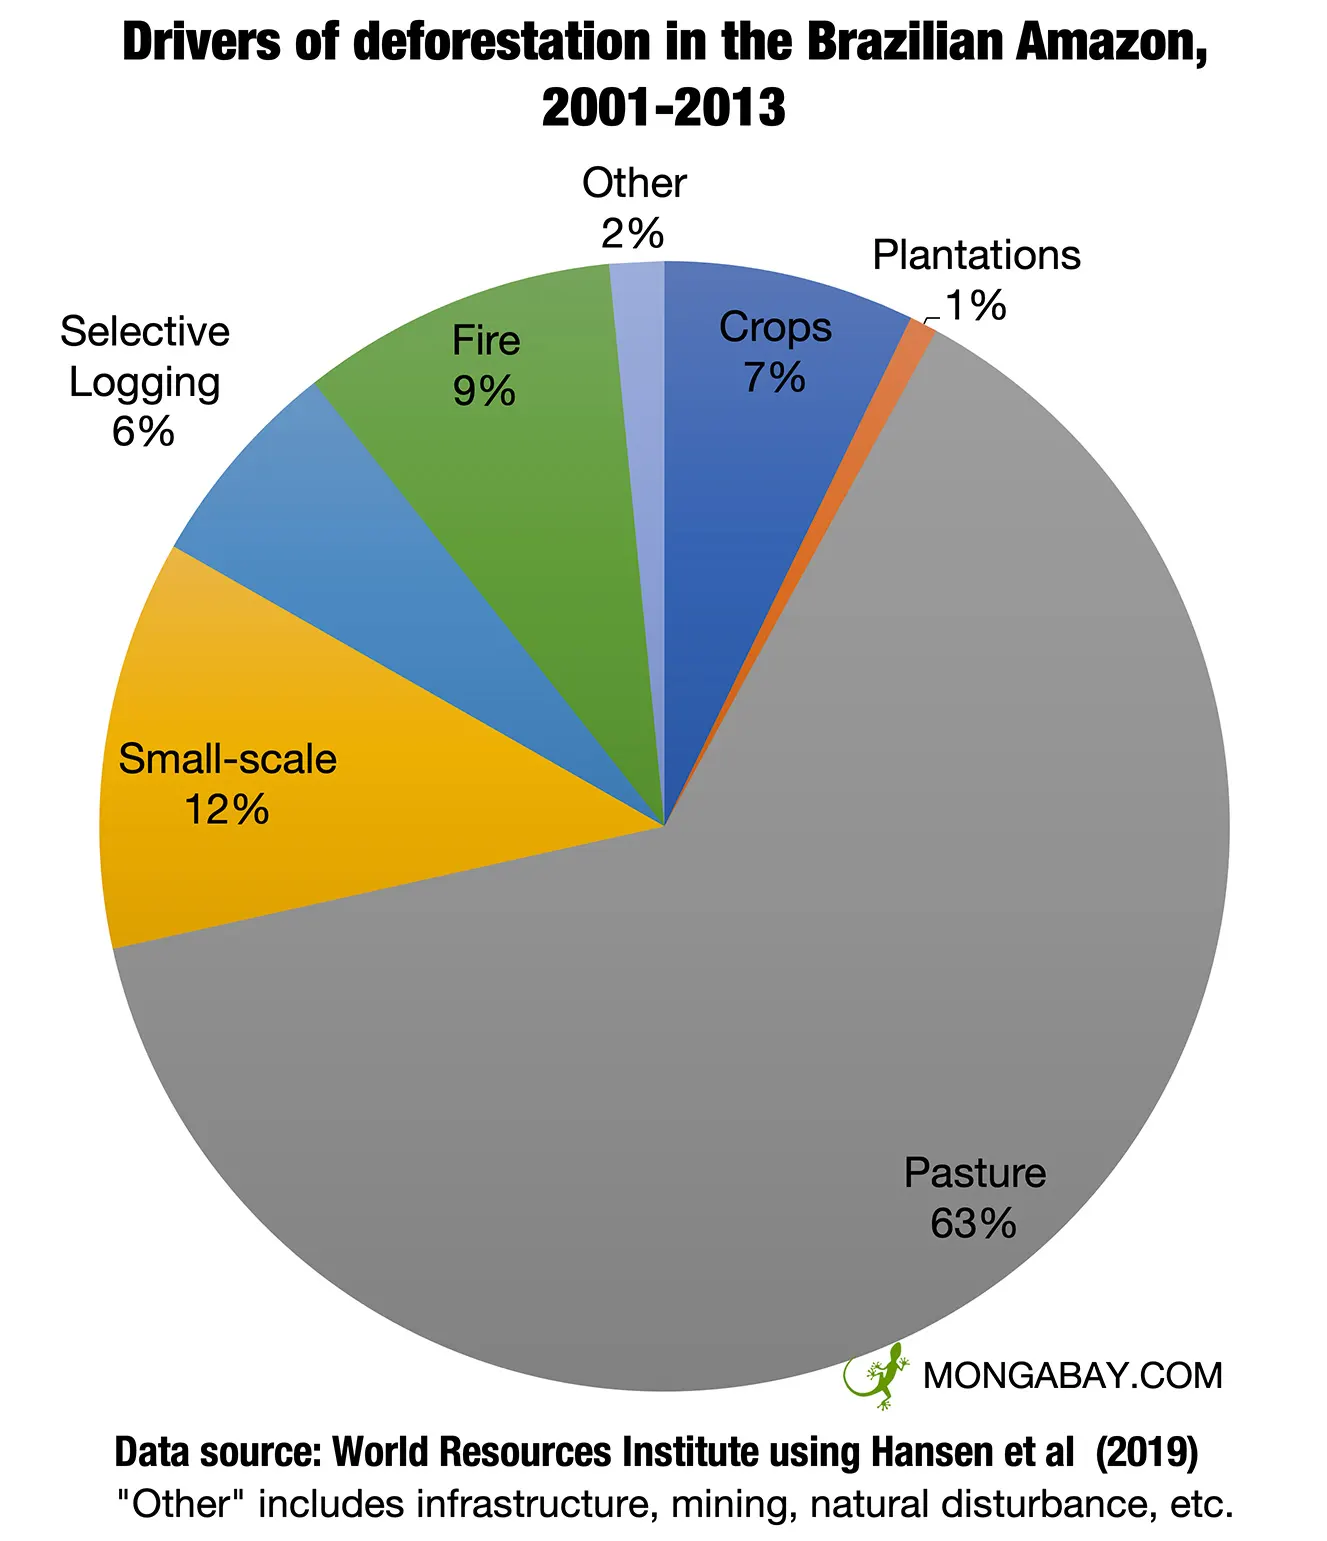 Drivers of deforestation in the Brazilian Amazon,
2001-2013
Other
2%
Plantations
1%
Crops
7%
Fire
9%
Selective
Logging
6%
Small-scale
12%
Pasture
63%
MONGABAY.COM
Data source: World Resources Institute using Hansen et al (2019)
"Other" includes infrastructure, mining, natural disturbance, etc.